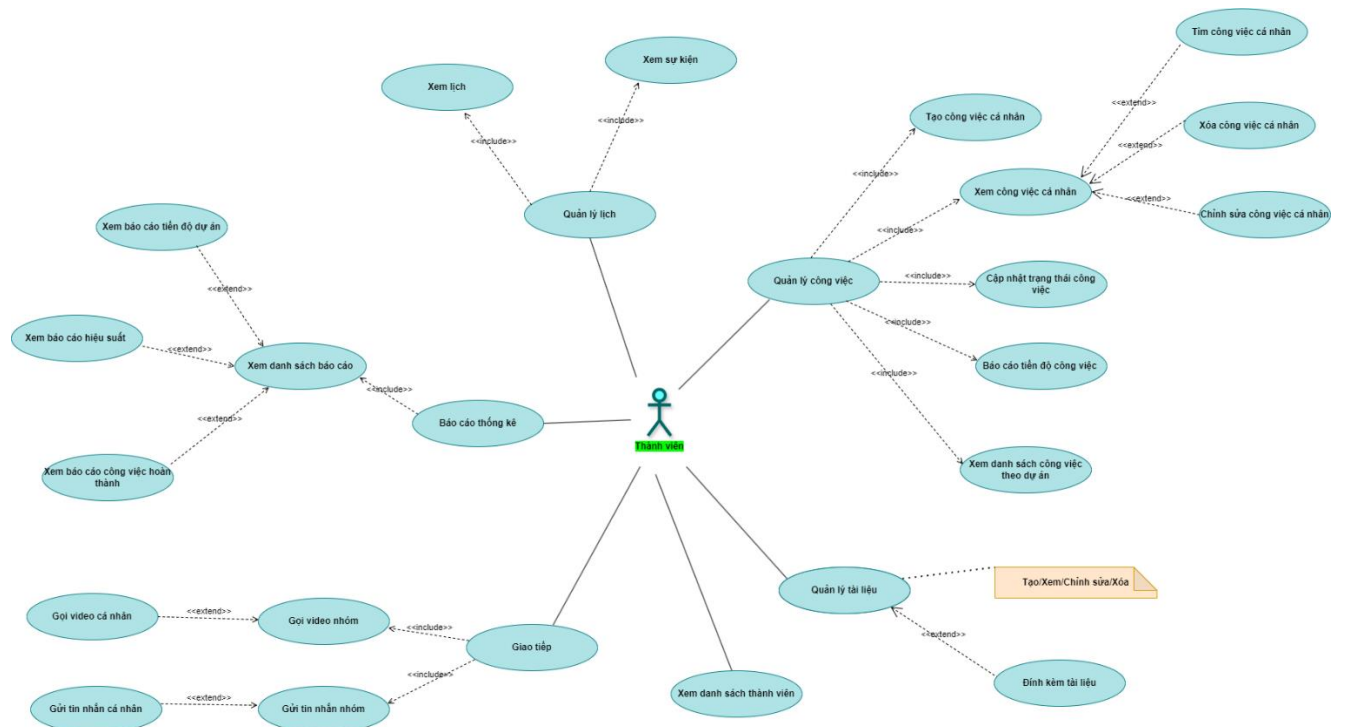 Tìm công việc cá nhân
Xem sự kiện
Xem lịch
<<extend>>
<<include>>
<<include>>
Tạo công việc cá nhân
Xóa công việc cá nhân
<<extend>>
<<include>>
Xem công việc cá nhân
<<extend>>
Chỉnh sửa công việc cá nhân
Quản lý lịch
<<include>>
Xem báo cáo tiến độ dự án
<<extend>>
Quản lý công việc
<<include>>
Cập nhật trạng thái công
việc
<<include>>
Xem báo cáo hiệu suất
<<extend>>
Xem danh sách báo cáo
Báo cáo tiến độ công việc
<<include>>
<<include>>
<<extend>>
Báo cáo thống kê
Thành viên
Xem báo cáo công việc hoàn
thành
Xem danh sách công việc
theo dự án
Quản lý tài liệu
Tạo/Xem/Chỉnh sửa/Xóa
Gọi video cá nhân
<<extend>>
Gọi video nhóm
<<include>>
Giao tiếp
<<extend>>
<<include>>
Xem danh sách thành viên
Đính kèm tài liệu
Gửi tin nhắn cá nhân
<<extend>>
Gửi tin nhắn nhóm